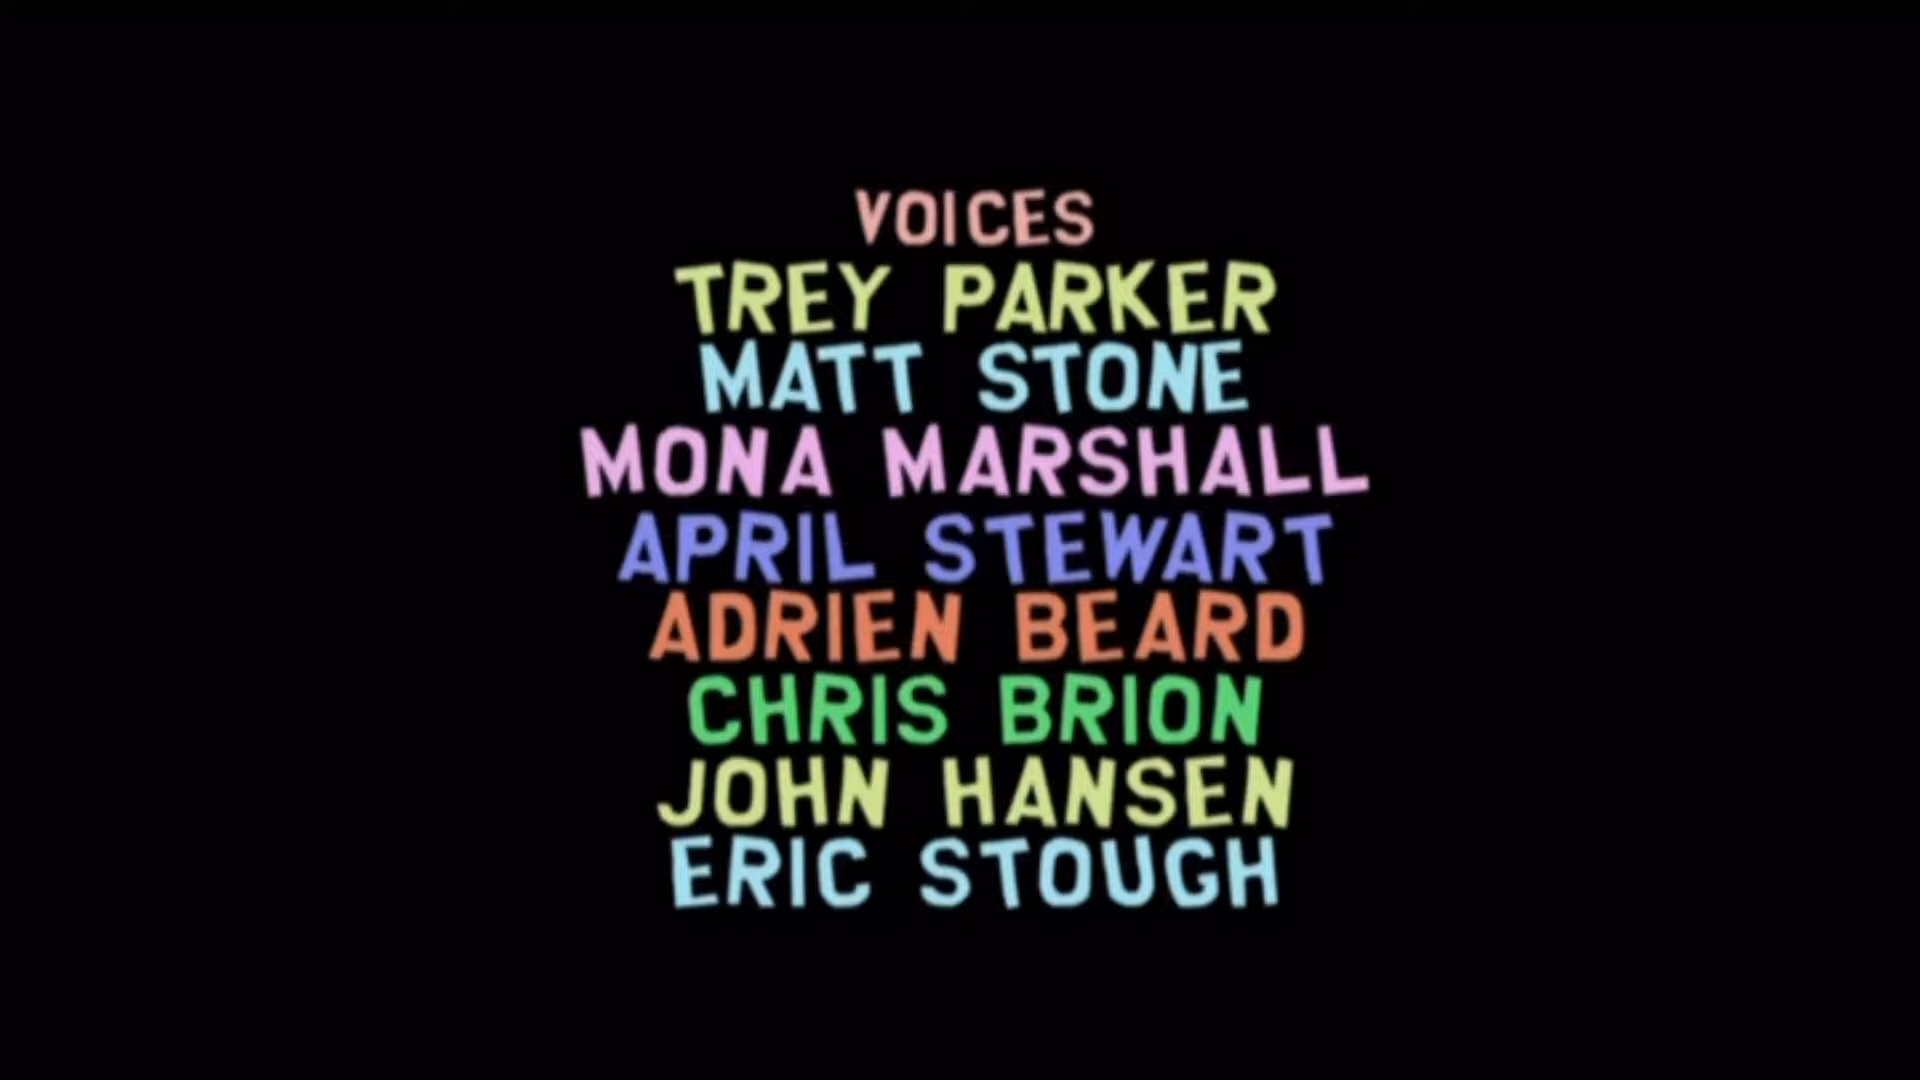 VOICES
TREY PARKER
MATT STONE
MONA MARSHALL
APRIL STEWART
ADRIEN BEARD
CHRIS BRION
JOHN HANSEN
ERIC STOUGH